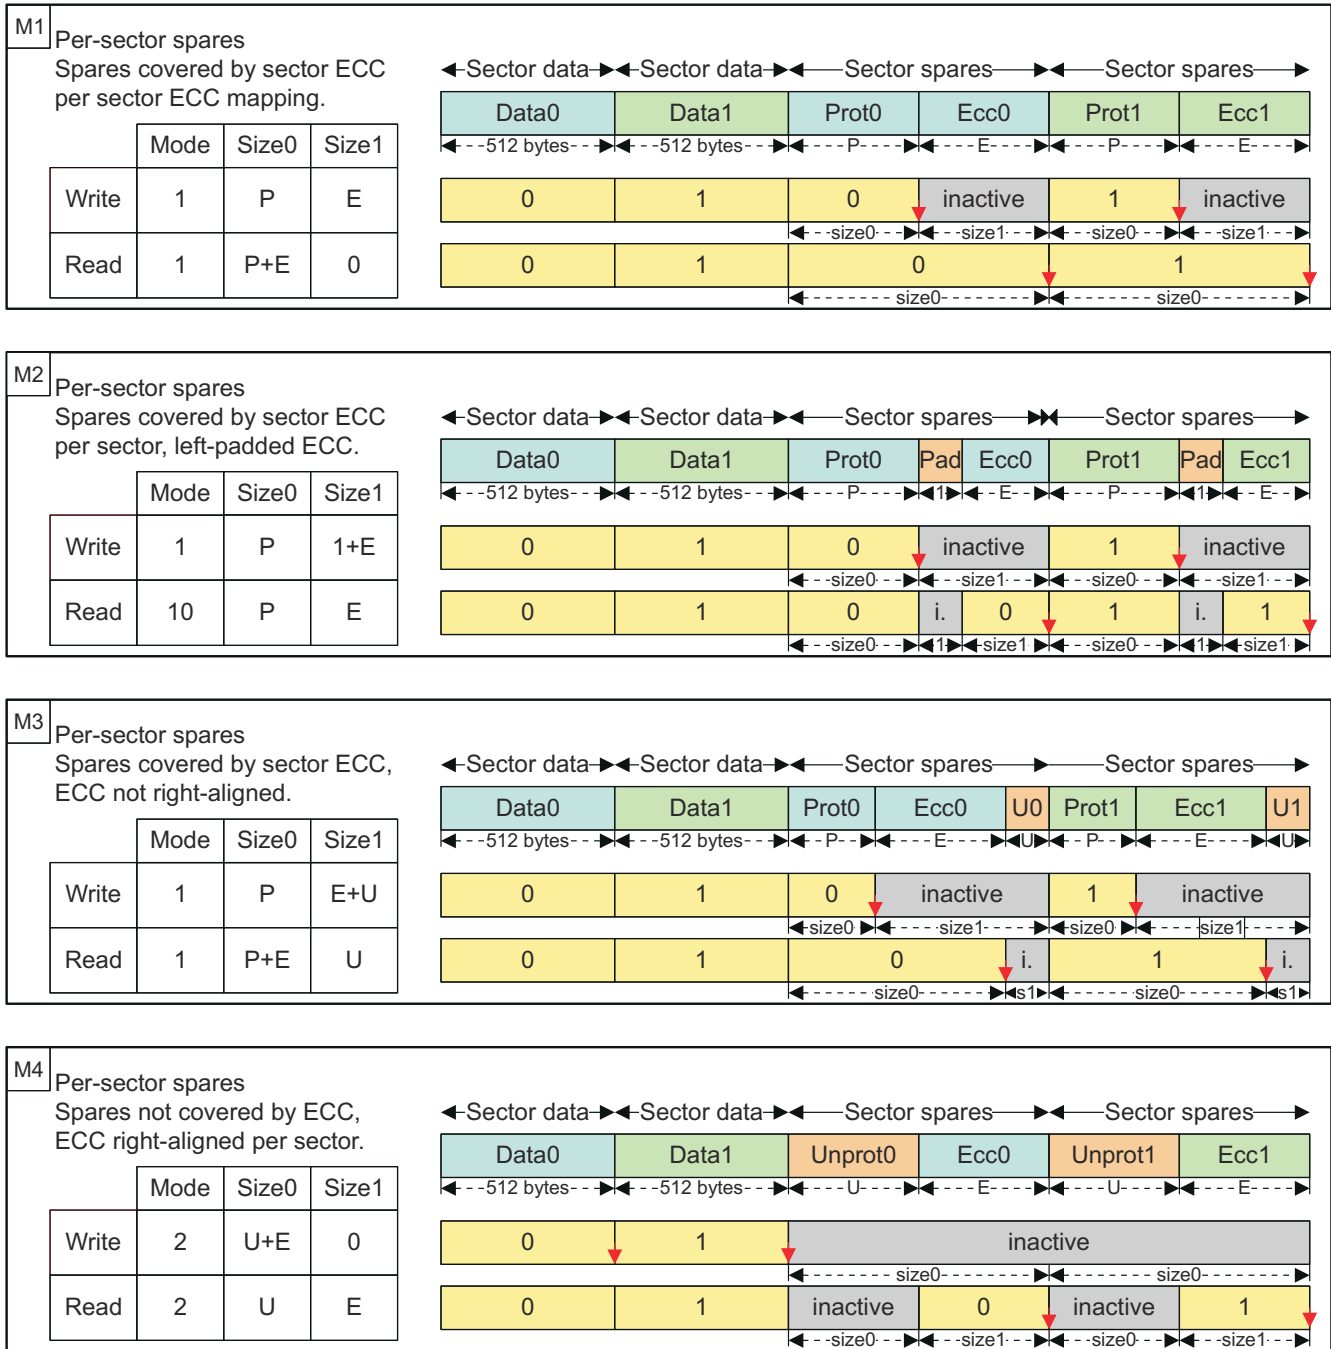 M1
Per-sector spares
Spares covered by sector ECC
per sector ECC mapping.
Mode Size0 Size1
Write 1 P E
Read 1 P+E 0
Sector data Sector data Sector spares Sector spares
Data0 Data1 Prot0 Ecc0 Prot1 Ecc1
512 bytes 512 bytes P E P E
0 1 0 inactive 1 inactive
size0 size1 size0 size1
0 1 0 1
size0 size0
M2
Per-sector spares
Spares covered by sector ECC
per sector, left-padded ECC.
Mode Size0 Size1
Write 1 P 1+E
Read 10 P E
Sector data Sector data Sector spares Sector spares
Data0 Data1 Prot0 Pad Ecc0 Prot1 Pad Ecc1
512 bytes 512 bytes P 1 E P 1 E
0 1 0 inactive 1 inactive
size0 size1 size0 size1
0 1 0 i. 0 1 i. 1
size0 1 size1 size0 1 size1
M3
Per-sector spares
Spares covered by sector ECC,
ECC not right-aligned.
Mode Size0 Size1
Write 1 P E+U
Read 1 P+E U
Sector data Sector data Sector spares Sector spares
Data0 Data1 Prot0 Ecc0 U0 Prot1 Ecc1 U1
512 bytes 512 bytes P E U P E U
0 1 0 inactive 1 inactive
size0 size1 size0 size1
0 1 0 i. 1 i.
size0 s1 size0 s1
M4
Per-sector spares
Spares not covered by ECC,
ECC right-aligned per sector.
Mode Size0 Size1
Write 2 U+E 0
Read 2 U E
Sector data Sector data Sector spares Sector spares
Data0 Data1 Unprot0 Ecc0 Unprot1 Ecc1
512 bytes 512 bytes U E U E
0 1 inactive
size0 size0
0 1 inactive 0 inactive 1
size0 size1 size0 size1